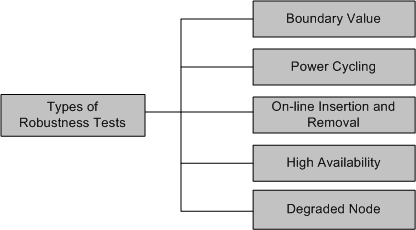 Types of
Robustness Tests
Boundary Value
Power Cycling
On-line Insertion and
Removal
High Availability
Degraded Node